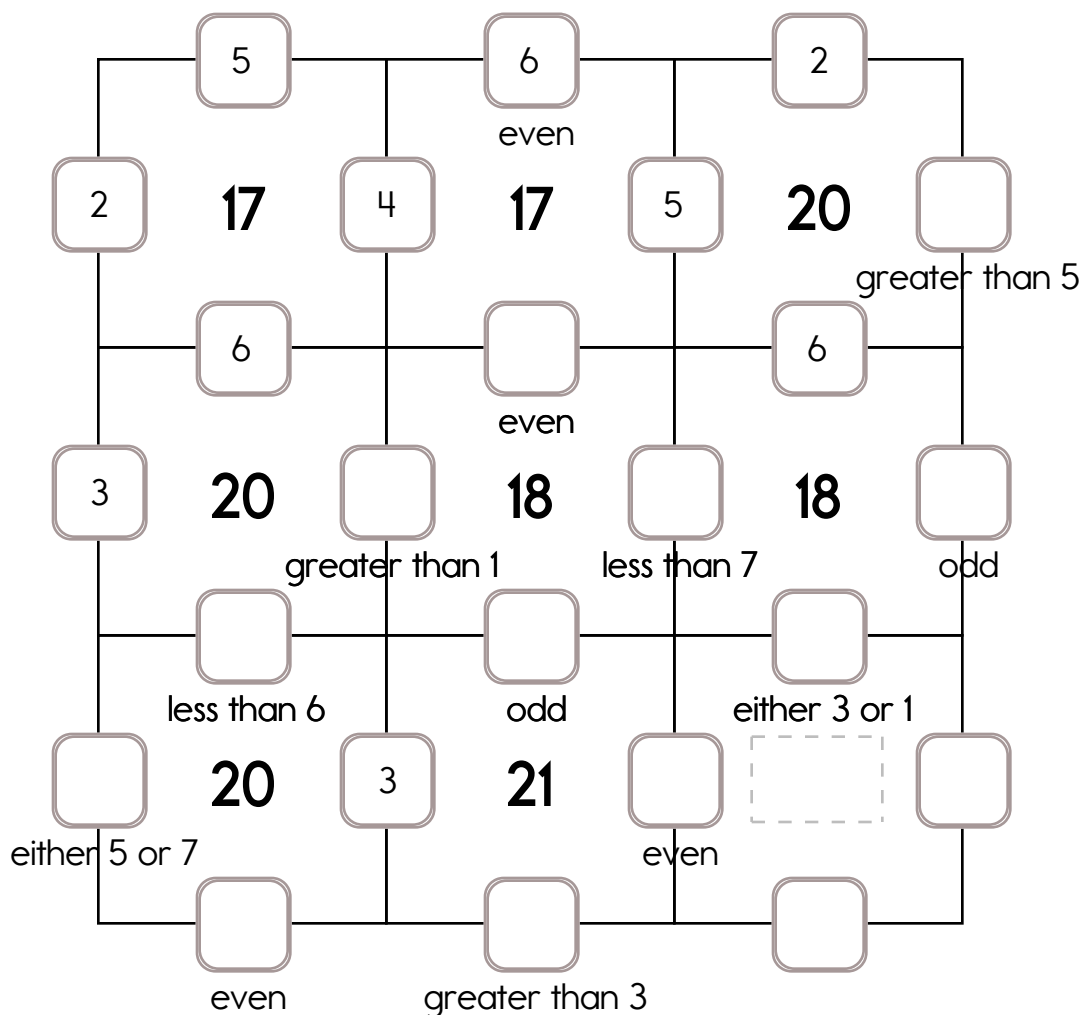 5 6 2
even
2 17 4 17 5 20
greater than 5
6 6
even
3 20 18 18
greater than 1 less than 7 odd
less than 6 odd either 3 or 1
20 3 21
either 5 or 7 even
even greater than 3